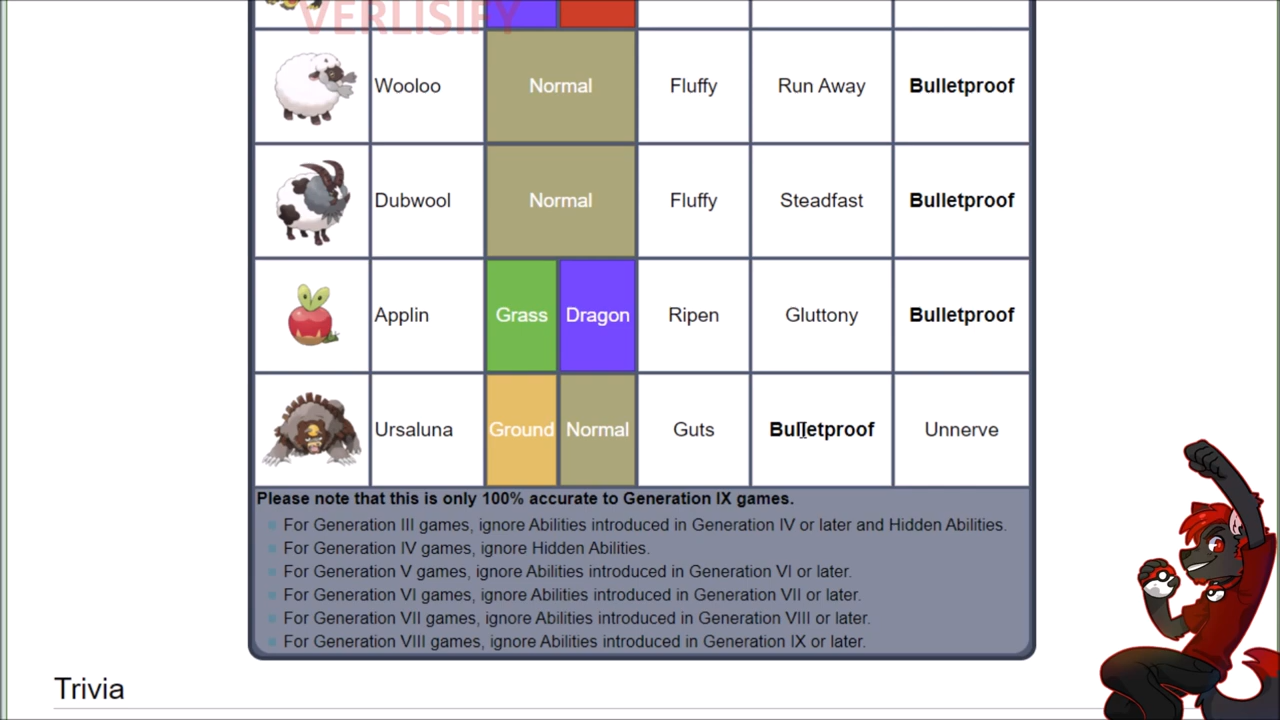 VERLISIFY
Wooloo Normal Fluffy Run Away Bulletproof
Dubwool Normal Fluffy Steadfast Bulletproof
Applin Grass Dragon Ripen Gluttony Bulletproof
Ursaluna Ground Normal Guts Bulletproof Unnerve
Please note that this is only 100% accurate to Generation IX games.
For Generation III games, ignore Abilities introduced in Generation IV or later and Hidden Abilities.
For Generation IV games, ignore Hidden Abilities.
For Generation V games, ignore Abilities introduced in Generation VI or later.
For Generation VI games, ignore Abilities introduced in Generation VII or later.
For Generation VII games, ignore Abilities introduced in Generation VIII or later.
For Generation VIII games, ignore Abilities introduced in Generation IX or later.
Trivia